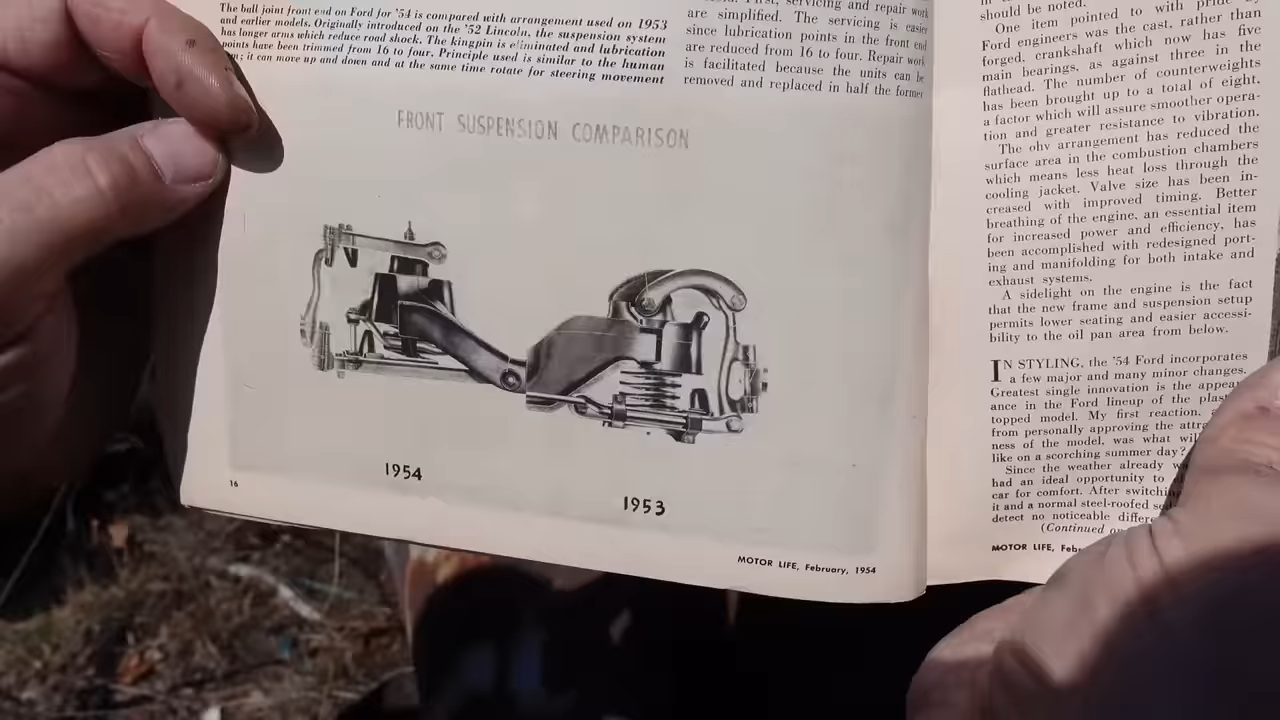 The ball joint front end on Ford for '54 is compared with arrangement used on 1953
and earlier models. Originally introduced on the '52 Lincoln, the suspension system
has longer arms which reduce road shock. The kingpin is eliminated and lubrication
points have been trimmed from 16 to four. Principle used is similar to the human
it can move up and down and at the same time rotate for steering movement
First, servicing and repair work
are simplified. The servicing is easier
since lubrication points in the front end
are reduced from 16 to four. Repair work
is facilitated because the units can be
removed and replaced in half the former
FRONT SUSPENSION COMPARISON
1954
1953
16
MOTOR LIFE, February, 1954
should be noted.
One item pointed to with pride by
Ford engineers was the cast, rather than
forged, crankshaft which now has five
main bearings, as against three in the
flathead. The number of counterweights
has been brought up to a total of eight,
a factor which will assure smoother opera-
tion and greater resistance to vibration.
The ohv arrangement has reduced the
surface area in the combustion chambers
which means less heat loss through the
cooling jacket. Valve size has been in-
creased with improved timing. Better
breathing of the engine, an essential item
for increased power and efficiency, has
been accomplished with redesigned port-
ing and manifolding for both intake and
exhaust systems.
A sidelight on the engine is the fact
that the new frame and suspension setup
permits lower seating and easier accessi-
bility to the oil pan area from below.
IN STYLING, the '54 Ford incorporates
a few major and many minor changes.
Greatest single innovation is the appear-
ance in the Ford lineup of the plast
topped model. My first reaction,
from personally approving the attra
ness of the model, was what wil
like on a scorching summer day?
Since the weather already w
had an ideal opportunity to
car for comfort. After switchin
it and a normal steel-roofed se
detect no noticeable differe
(Continued o
MOTOR LIFE, Feb